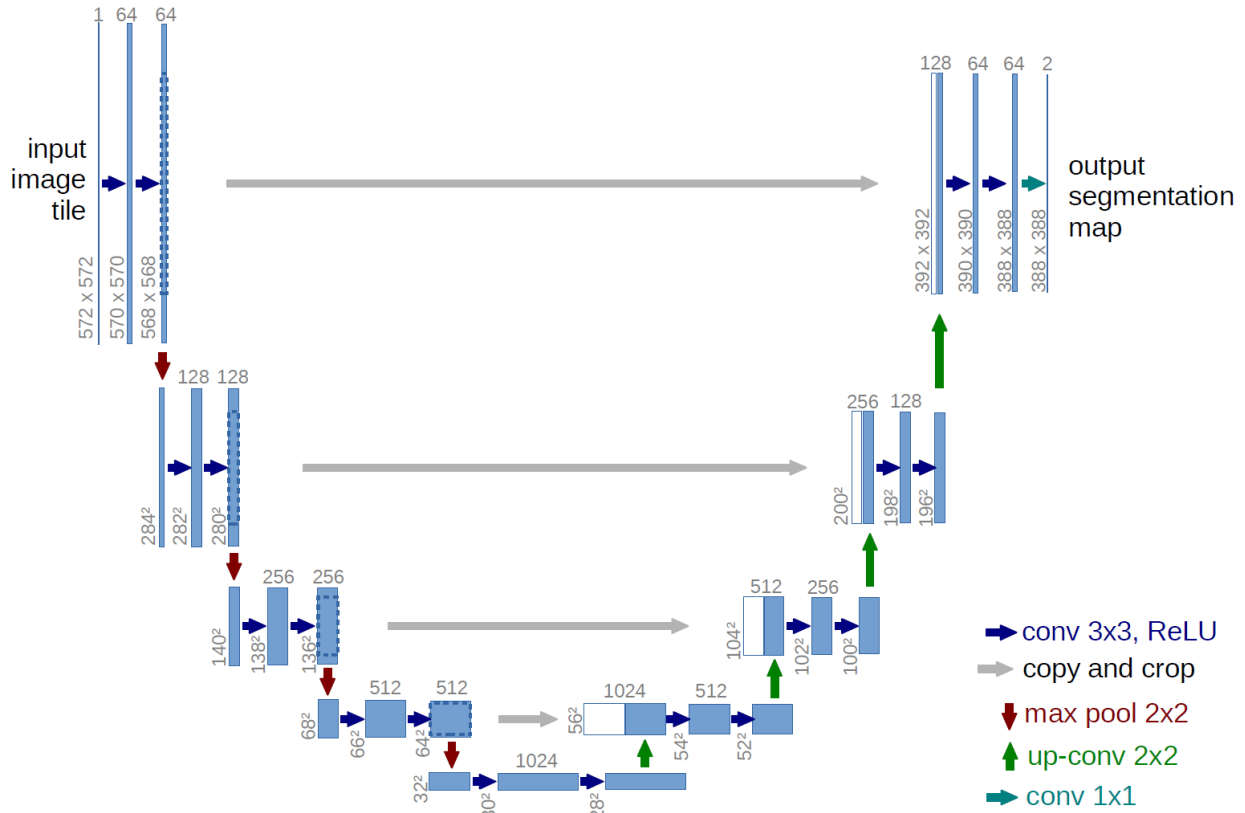 1 64 64
128 64 64 2
input
image
tile
output
segmentation
map
572 x 572
570 x 570
568 x 568
392 x 392
390 x 390
388 x 388
388 x 388
128 128
256 128
284²
282²
280²
200²
198²
196²
256 256
512 256
140²
138²
136²
104²
102²
100²
512 512
1024 512
68²
66²
64²
56²
54²
52²
1024
32²
30²
28²
conv 3x3, ReLU
copy and crop
max pool 2x2
up-conv 2x2
conv 1x1